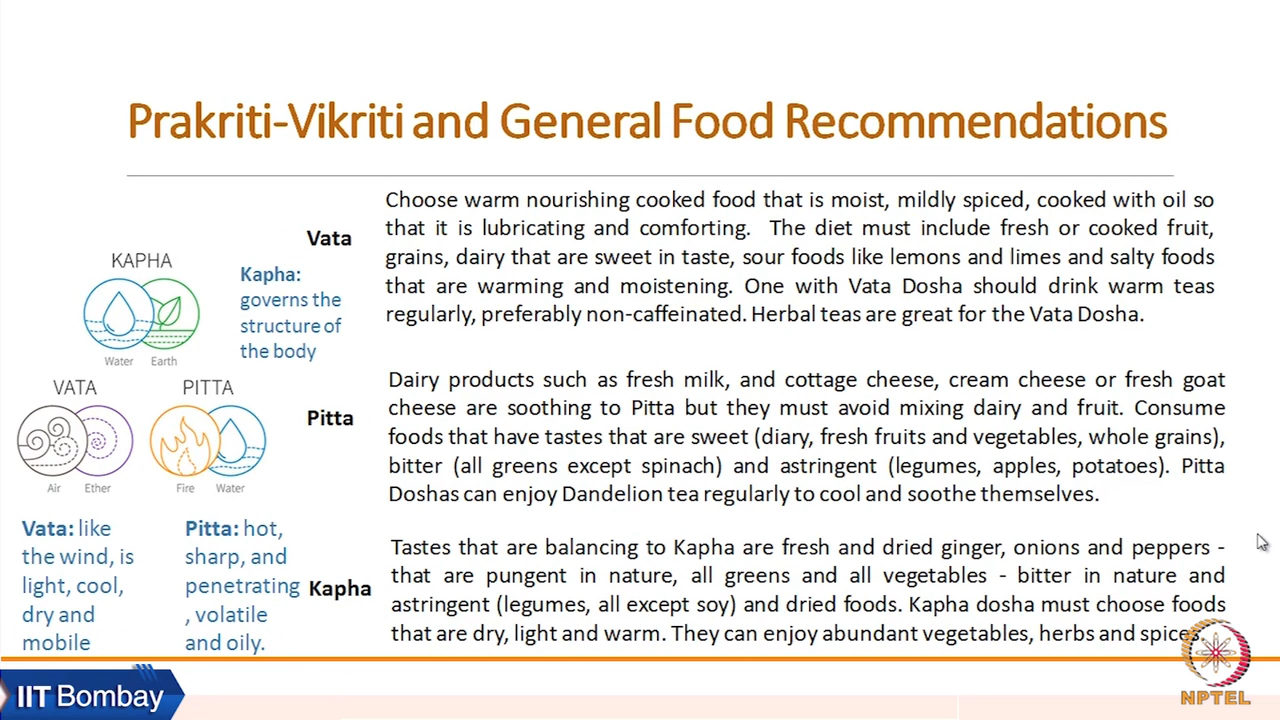 Prakriti-Vikriti and General Food Recommendations
Vata
Choose warm nourishing cooked food that is moist, mildly spiced, cooked with oil so
that it is lubricating and comforting. The diet must include fresh or cooked fruit,
grains, dairy that are sweet in taste, sour foods like lemons and limes and salty foods
that are warming and moistening. One with Vata Dosha should drink warm teas
regularly, preferably non-caffeinated. Herbal teas are great for the Vata Dosha.
KAPHA
Water Earth
Kapha:
governs the
structure of
the body
VATA
Air Ether
PITTA
Fire Water
Pitta
Dairy products such as fresh milk, and cottage cheese, cream cheese or fresh goat
cheese are soothing to Pitta but they must avoid mixing dairy and fruit. Consume
foods that have tastes that are sweet (diary, fresh fruits and vegetables, whole grains),
bitter (all greens except spinach) and astringent (legumes, apples, potatoes). Pitta
Doshas can enjoy Dandelion tea regularly to cool and soothe themselves.
Vata: like
the wind, is
light, cool,
dry and
mobile
Pitta: hot,
sharp, and
penetrating
, volatile
and oily.
Kapha
Tastes that are balancing to Kapha are fresh and dried ginger, onions and peppers -
that are pungent in nature, all greens and all vegetables - bitter in nature and
astringent (legumes, all except soy) and dried foods. Kapha dosha must choose foods
that are dry, light and warm. They can enjoy abundant vegetables, herbs and spices.
IIT Bombay
NPTEL